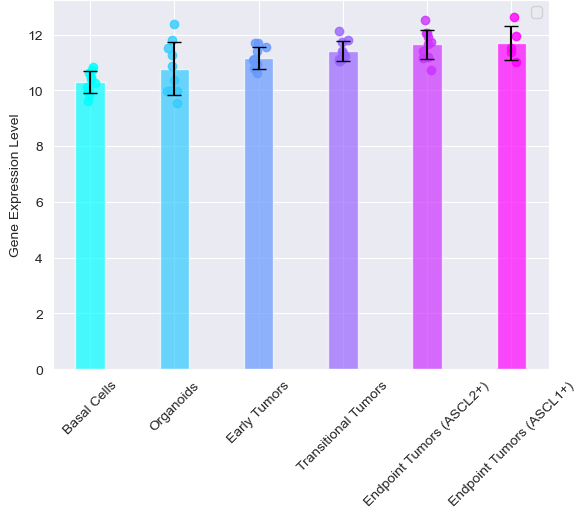 Gene Expression Level
12
10
8
6
4
2
0
Basal Cells
Organoids
Early Tumors
Transitional Tumors
Endpoint Tumors (ASCL2+)
Endpoint Tumors (ASCL1+)